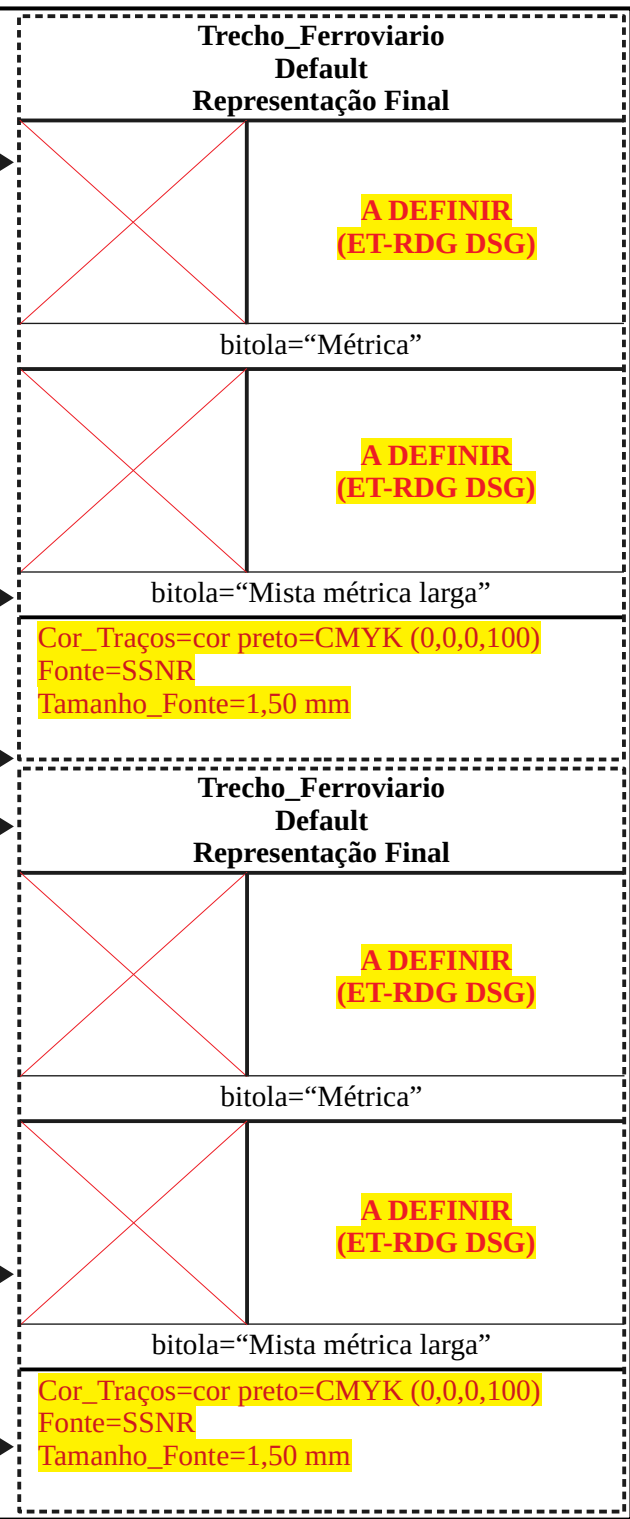 Trecho_Ferroviario
Default
Representação Final
A DEFINIR
(ET-RDG DSG)
bitola=“Métrica”
A DEFINIR
(ET-RDG DSG)
bitola=“Mista métrica larga”
Cor_Traços=cor preto=CMYK (0,0,0,100)
Fonte=SSNR
Tamanho_Fonte=1,50 mm
Trecho_Ferroviario
Default
Representação Final
A DEFINIR
(ET-RDG DSG)
bitola=“Métrica”
A DEFINIR
(ET-RDG DSG)
bitola=“Mista métrica larga”
Cor_Traços=cor preto=CMYK (0,0,0,100)
Fonte=SSNR
Tamanho_Fonte=1,50 mm